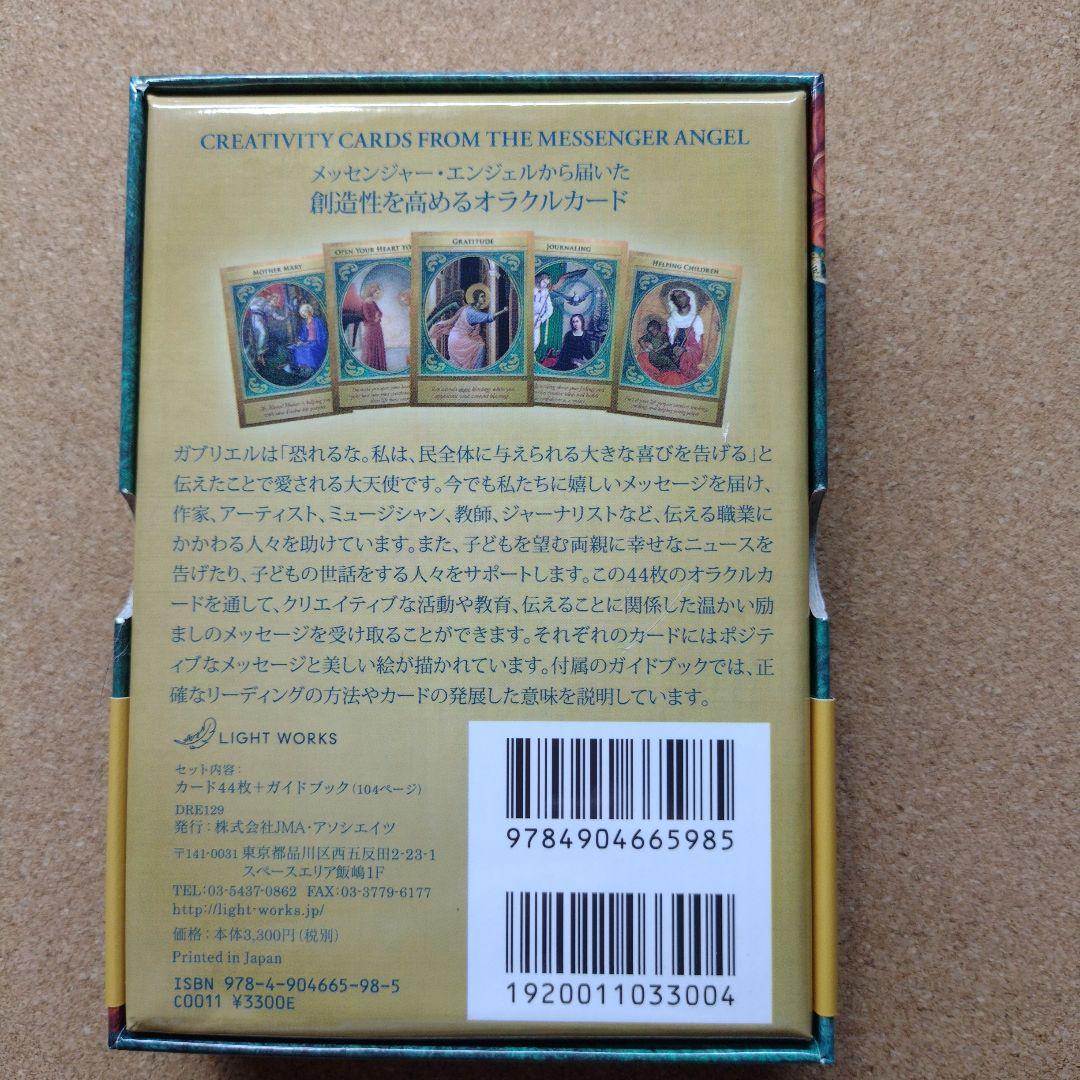 CREATIVITY CARDS FROM THE MESSENGER ANGEL
メッセンジャー・エンジェルから届いた
創造性を高めるオラクルカード
MOTHER MARY
OPEN YOUR HEART TO
GRATITUDE
JOURNALING
HELPING CHILDREN
ガブリエルは「恐れるな。私は、民全体に与えられる大きな喜びを告げる」と
伝えたことで愛される大天使です。今でも私たちに嬉しいメッセージを届け、
作家、アーティスト、ミュージシャン、教師、ジャーナリストなど、伝える職業に
かかわる人々を助けています。また、子どもを望む両親に幸せなニュースを
告げたり、子どもの世話をする人々をサポートします。この44枚のオラクルカ
ードを通して、クリエイティブな活動や教育、伝えることに関係した温かい励
ましのメッセージを受け取ることができます。それぞれのカードにはポジティ
ブなメッセージと美しい絵が描かれています。付属のガイドブックでは、正
確なリーディングの方法やカードの発展した意味を説明しています。
LIGHT WORKS
セット内容:
カード44枚+ガイドブック(104ページ)
DRE129
発行:株式会社JMA・アソシエイツ
〒141-0031 東京都品川区西五反田2-23-1
スペースエリア飯嶋1F
TEL:03-5437-0862 FAX:03-3779-6177
http://light-works.jp/
価格:本体3,300円(税別)
Printed in Japan
ISBN 978-4-904665-98-5
C0011 ¥3300E
9784904665985
1920011033004